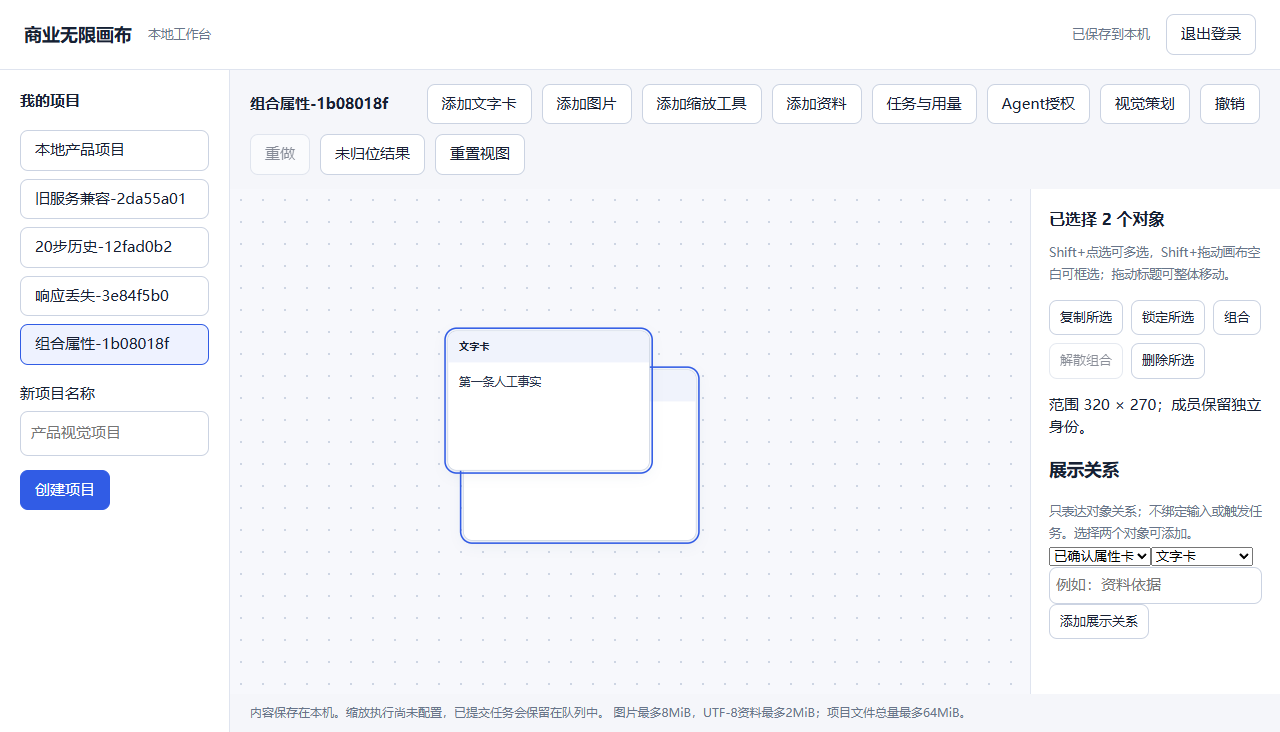 商业无限画布 本地工作台 已保存到本机 退出登录
我的项目
本地产品项目
旧服务兼容-2da55a01
20步历史-12fad0b2
响应丢失-3e84f5b0
组合属性-1b08018f
新项目名称
产品视觉项目
创建项目
组合属性-1b08018f 添加文字卡 添加图片 添加缩放工具 添加资料 任务与用量 Agent授权 视觉策划 撤销
重做 未归位结果 重置视图
文字卡
第一条人工事实
已选择 2 个对象
Shift+点选可多选，Shift+拖动画布空
白可框选；拖动标题可整体移动。
复制所选 锁定所选 组合
解散组合 删除所选
范围 320 × 270；成员保留独立
身份。
展示关系
只表达对象关系；不绑定输入或触发任
务。选择两个对象可添加。
已确认属性卡 文字卡
例如：资料依据
添加展示关系
内容保存在本机。缩放执行尚未配置，已提交任务会保留在队列中。 图片最多8MiB，UTF-8资料最多2MiB；项目文件总量最多64MiB。